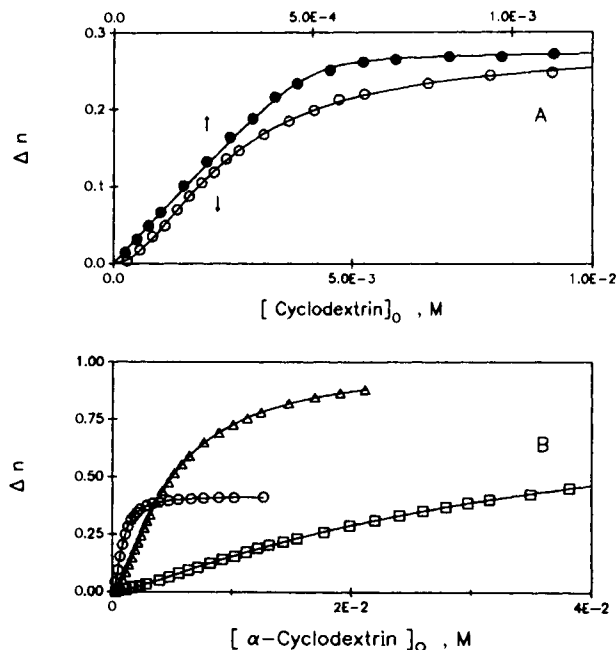 0.0 5.0E-4 1.0E-3
0.3
0.2
0.1
0.0
Δ n
A
↑
↓
0.0 5.0E-3 1.0E-2
[ Cyclodextrin]₀ , M
1.00
0.75
0.50
0.25
0.00
Δ n
B
0 2E-2 4E-2
[ α-Cyclodextrin ]₀ , M